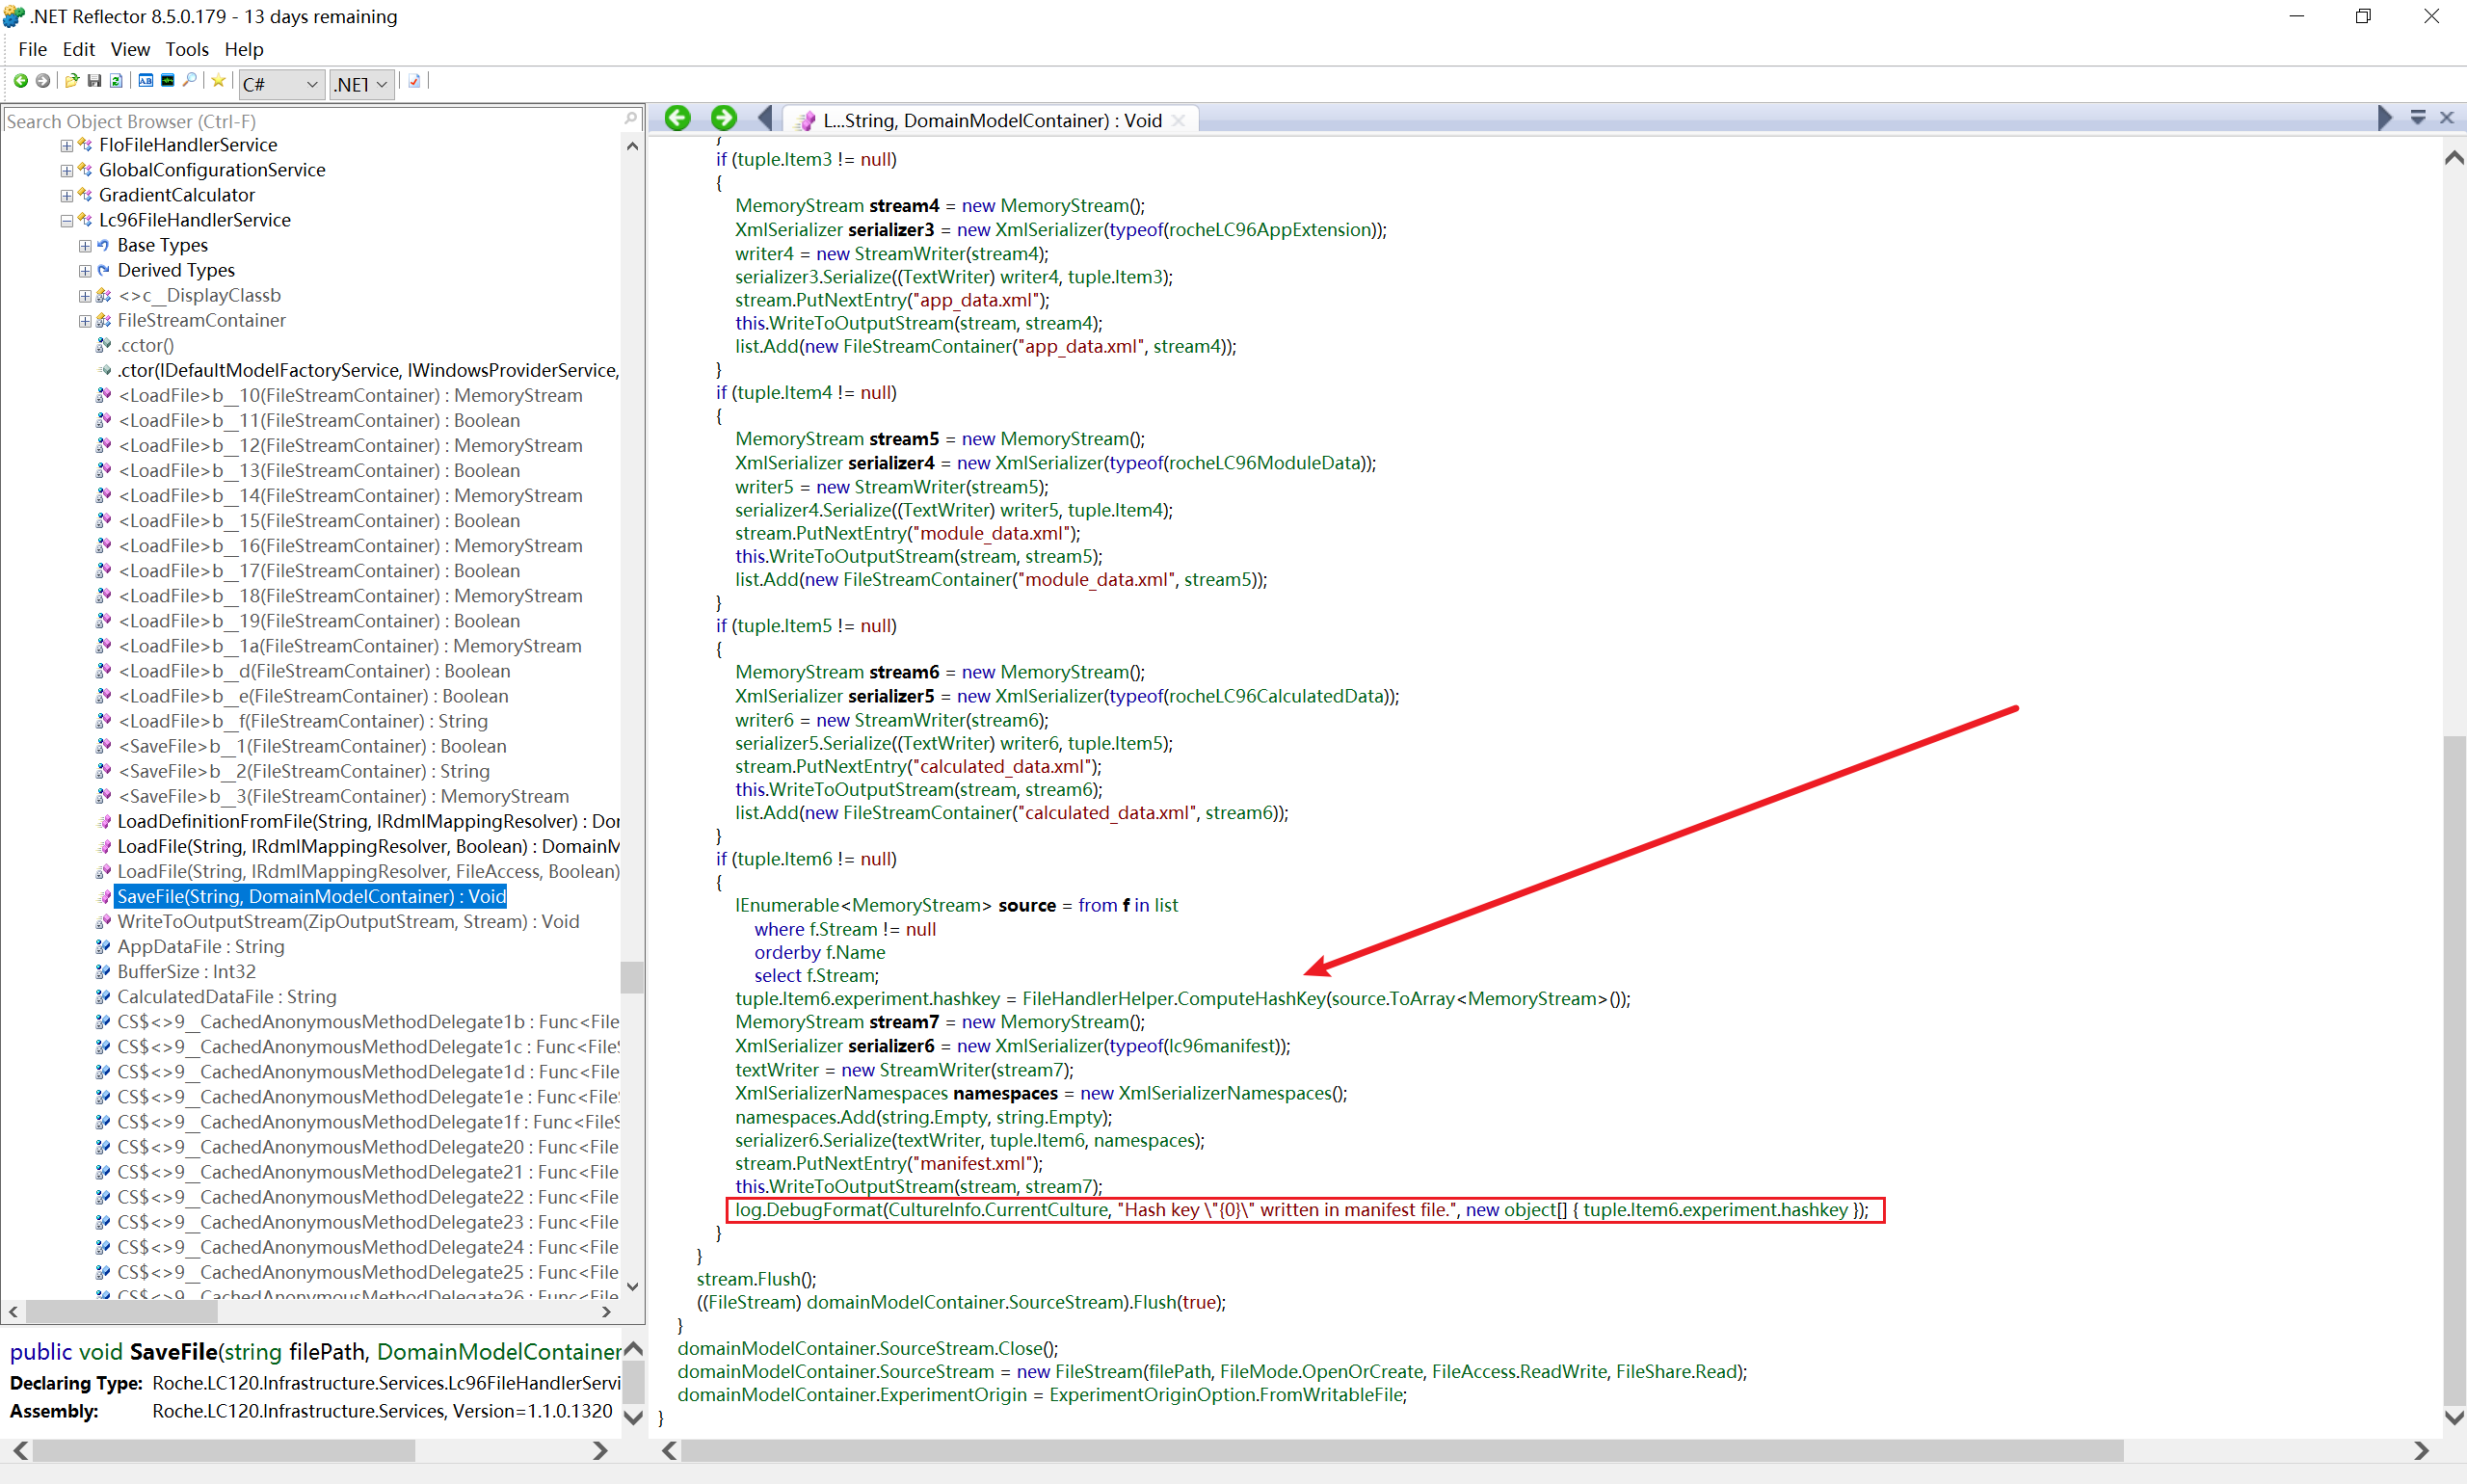 .NET Reflector 8.5.0.179 - 13 days remaining
File Edit View Tools Help
C# .NET
Search Object Browser (Ctrl-F)
FloFileHandlerService
GlobalConfigurationService
GradientCalculator
Lc96FileHandlerService
Base Types
Derived Types
<>c__DisplayClassb
FileStreamContainer
.cctor()
.ctor(IDefaultModelFactoryService, IWindowsProviderService,
<LoadFile>b__10(FileStreamContainer) : MemoryStream
<LoadFile>b__11(FileStreamContainer) : Boolean
<LoadFile>b__12(FileStreamContainer) : MemoryStream
<LoadFile>b__13(FileStreamContainer) : Boolean
<LoadFile>b__14(FileStreamContainer) : MemoryStream
<LoadFile>b__15(FileStreamContainer) : Boolean
<LoadFile>b__16(FileStreamContainer) : MemoryStream
<LoadFile>b__17(FileStreamContainer) : Boolean
<LoadFile>b__18(FileStreamContainer) : MemoryStream
<LoadFile>b__19(FileStreamContainer) : Boolean
<LoadFile>b__1a(FileStreamContainer) : MemoryStream
<LoadFile>b__d(FileStreamContainer) : Boolean
<LoadFile>b__e(FileStreamContainer) : Boolean
<LoadFile>b__f(FileStreamContainer) : String
<SaveFile>b__1(FileStreamContainer) : Boolean
<SaveFile>b__2(FileStreamContainer) : String
<SaveFile>b__3(FileStreamContainer) : MemoryStream
LoadDefinitionFromFile(String, IRdmlMappingResolver) : Do
LoadFile(String, IRdmlMappingResolver, Boolean) : DomainM
LoadFile(String, IRdmlMappingResolver, FileAccess, Boolean)
SaveFile(String, DomainModelContainer) : Void
WriteToOutputStream(ZipOutputStream, Stream) : Void
AppDataFile : String
BufferSize : Int32
CalculatedDataFile : String
CS$<>9__CachedAnonymousMethodDelegate1b : Func<File
CS$<>9__CachedAnonymousMethodDelegate1c : Func<File
CS$<>9__CachedAnonymousMethodDelegate1d : Func<File
CS$<>9__CachedAnonymousMethodDelegate1e : Func<File
CS$<>9__CachedAnonymousMethodDelegate1f : Func<FileS
CS$<>9__CachedAnonymousMethodDelegate20 : Func<File
CS$<>9__CachedAnonymousMethodDelegate21 : Func<File
CS$<>9__CachedAnonymousMethodDelegate22 : Func<File
CS$<>9__CachedAnonymousMethodDelegate23 : Func<File
CS$<>9__CachedAnonymousMethodDelegate24 : Func<File
CS$<>9__CachedAnonymousMethodDelegate25 : Func<File
CS$<>9__CachedAnonymousMethodDelegate26 : Func<File
public void SaveFile(string filePath, DomainModelContainer
Declaring Type: Roche.LC120.Infrastructure.Services.Lc96FileHandlerServi
Assembly: Roche.LC120.Infrastructure.Services, Version=1.1.0.1320
L...String, DomainModelContainer) : Void
}
if (tuple.Item3 != null)
{
MemoryStream stream4 = new MemoryStream();
XmlSerializer serializer3 = new XmlSerializer(typeof(rocheLC96AppExtension));
writer4 = new StreamWriter(stream4);
serializer3.Serialize((TextWriter) writer4, tuple.Item3);
stream.PutNextEntry("app_data.xml");
this.WriteToOutputStream(stream, stream4);
list.Add(new FileStreamContainer("app_data.xml", stream4));
}
if (tuple.Item4 != null)
{
MemoryStream stream5 = new MemoryStream();
XmlSerializer serializer4 = new XmlSerializer(typeof(rocheLC96ModuleData));
writer5 = new StreamWriter(stream5);
serializer4.Serialize((TextWriter) writer5, tuple.Item4);
stream.PutNextEntry("module_data.xml");
this.WriteToOutputStream(stream, stream5);
list.Add(new FileStreamContainer("module_data.xml", stream5));
}
if (tuple.Item5 != null)
{
MemoryStream stream6 = new MemoryStream();
XmlSerializer serializer5 = new XmlSerializer(typeof(rocheLC96CalculatedData));
writer6 = new StreamWriter(stream6);
serializer5.Serialize((TextWriter) writer6, tuple.Item5);
stream.PutNextEntry("calculated_data.xml");
this.WriteToOutputStream(stream, stream6);
list.Add(new FileStreamContainer("calculated_data.xml", stream6));
}
if (tuple.Item6 != null)
{
IEnumerable<MemoryStream> source = from f in list
where f.Stream != null
orderby f.Name
select f.Stream;
tuple.Item6.experiment.hashkey = FileHandlerHelper.ComputeHashKey(source.ToArray<MemoryStream>());
MemoryStream stream7 = new MemoryStream();
XmlSerializer serializer6 = new XmlSerializer(typeof(lc96manifest));
textWriter = new StreamWriter(stream7);
XmlSerializerNamespaces namespaces = new XmlSerializerNamespaces();
namespaces.Add(string.Empty, string.Empty);
serializer6.Serialize(textWriter, tuple.Item6, namespaces);
stream.PutNextEntry("manifest.xml");
this.WriteToOutputStream(stream, stream7);
log.DebugFormat(CultureInfo.CurrentCulture, "Hash key \"{0}\" written in manifest file.", new object[] { tuple.Item6.experiment.hashkey });
}
}
stream.Flush();
((FileStream) domainModelContainer.SourceStream).Flush(true);
}
domainModelContainer.SourceStream.Close();
domainModelContainer.SourceStream = new FileStream(filePath, FileMode.OpenOrCreate, FileAccess.ReadWrite, FileShare.Read);
domainModelContainer.ExperimentOrigin = ExperimentOriginOption.FromWritableFile;
}